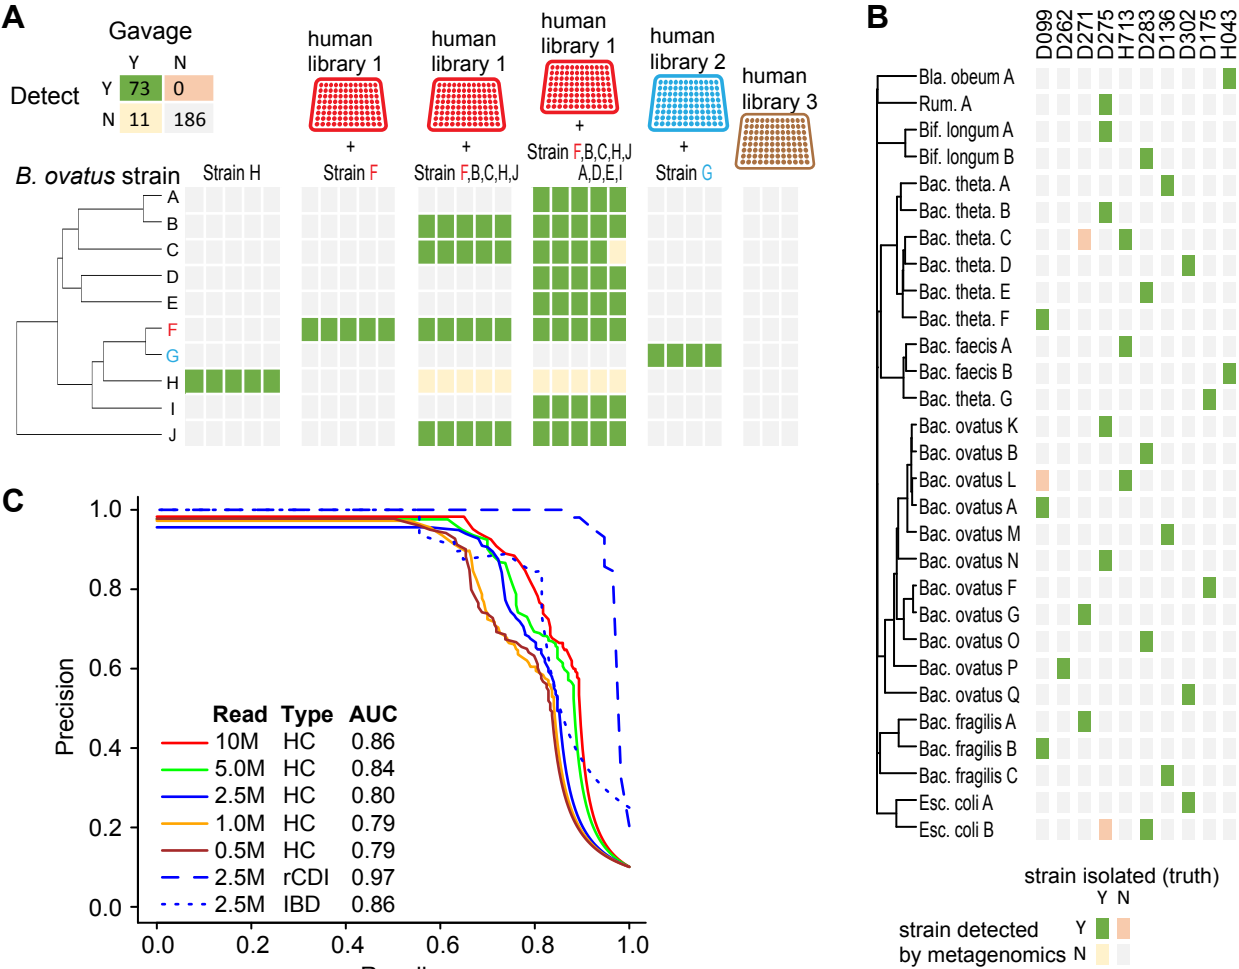 A
Gavage
Y N
Detect
Y 73 0
N 11 186
human
library 1
+
Strain F
human
library 1
+
Strain F,B,C,H,J
human
library 1
+
Strain F,B,C,H,J
A,D,E,I
human
library 2
+
Strain G
human
library 3
B. ovatus strain
Strain H
A
B
C
D
E
F
G
H
I
J
B
D099
D262
D271
D275
H713
D283
D136
D302
D175
H043
Bla. obeum A
Rum. A
Bif. longum A
Bif. longum B
Bac. theta. A
Bac. theta. B
Bac. theta. C
Bac. theta. D
Bac. theta. E
Bac. theta. F
Bac. faecis A
Bac. faecis B
Bac. theta. G
Bac. ovatus K
Bac. ovatus B
Bac. ovatus L
Bac. ovatus A
Bac. ovatus M
Bac. ovatus N
Bac. ovatus F
Bac. ovatus G
Bac. ovatus O
Bac. ovatus P
Bac. ovatus Q
Bac. fragilis A
Bac. fragilis B
Bac. fragilis C
Esc. coli A
Esc. coli B
strain isolated (truth)
Y N
strain detected Y
by metagenomics N
C
Precision
1.0
0.8
0.6
0.4
0.2
0.0
Read Type AUC
10M HC 0.86
5.0M HC 0.84
2.5M HC 0.80
1.0M HC 0.79
0.5M HC 0.79
2.5M rCDI 0.97
2.5M IBD 0.86
0.0 0.2 0.4 0.6 0.8 1.0